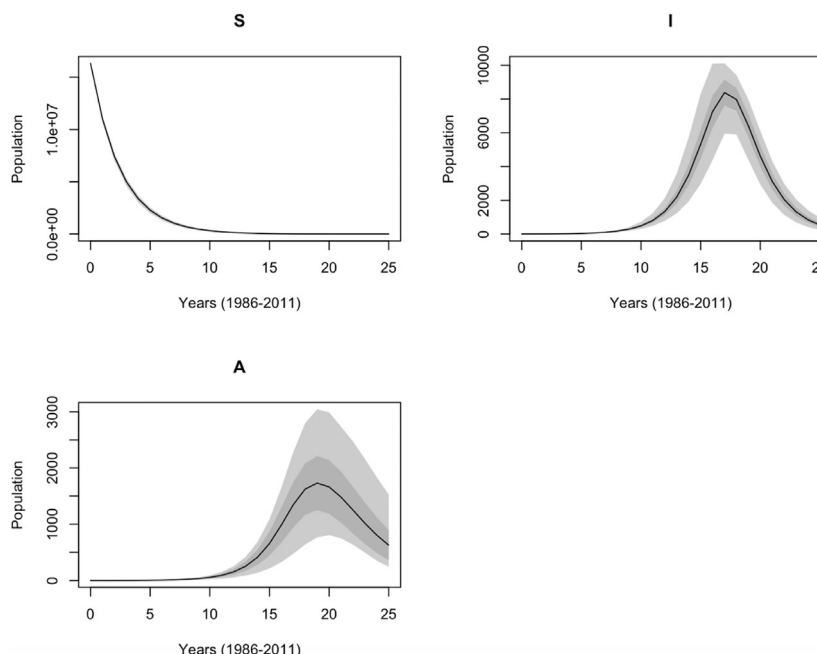 S
Population
1.0e+07
0.0e+00
0 5 10 15 20 25
Years (1986-2011)
I
Population
10000
6000
2000
0
0 5 10 15 20
Years (1986-2011)
A
Population
3000
2000
1000
0
0 5 10 15 20 25
Years (1986-2011)